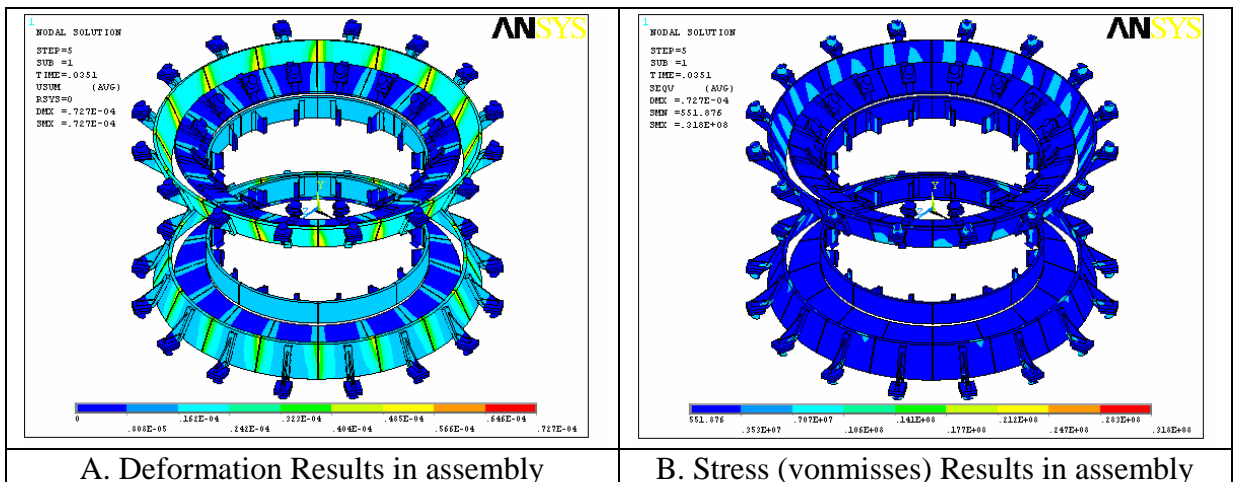 1
NODAL SOLUTION
STEP=5
SUB =1
TIME=.0351
USUM (AVG)
RSYS=0
DMX =.727E-04
SMX =.727E-04
ANSYS
Y
Z
0 .162E-04 .323E-04 .485E-04 .646E-04
.808E-05 .242E-04 .404E-04 .566E-04 .727E-04
A. Deformation Results in assembly
1
NODAL SOLUTION
STEP=5
SUB =1
TIME=.0351
SEQV (AVG)
DMX =.727E-04
SMN =551.876
SMX =.318E+08
ANSYS
Y
Z
551.876 .707E+07 .141E+08 .212E+08 .283E+08
.353E+07 .106E+08 .177E+08 .247E+08 .318E+08
B. Stress (vonmisses) Results in assembly